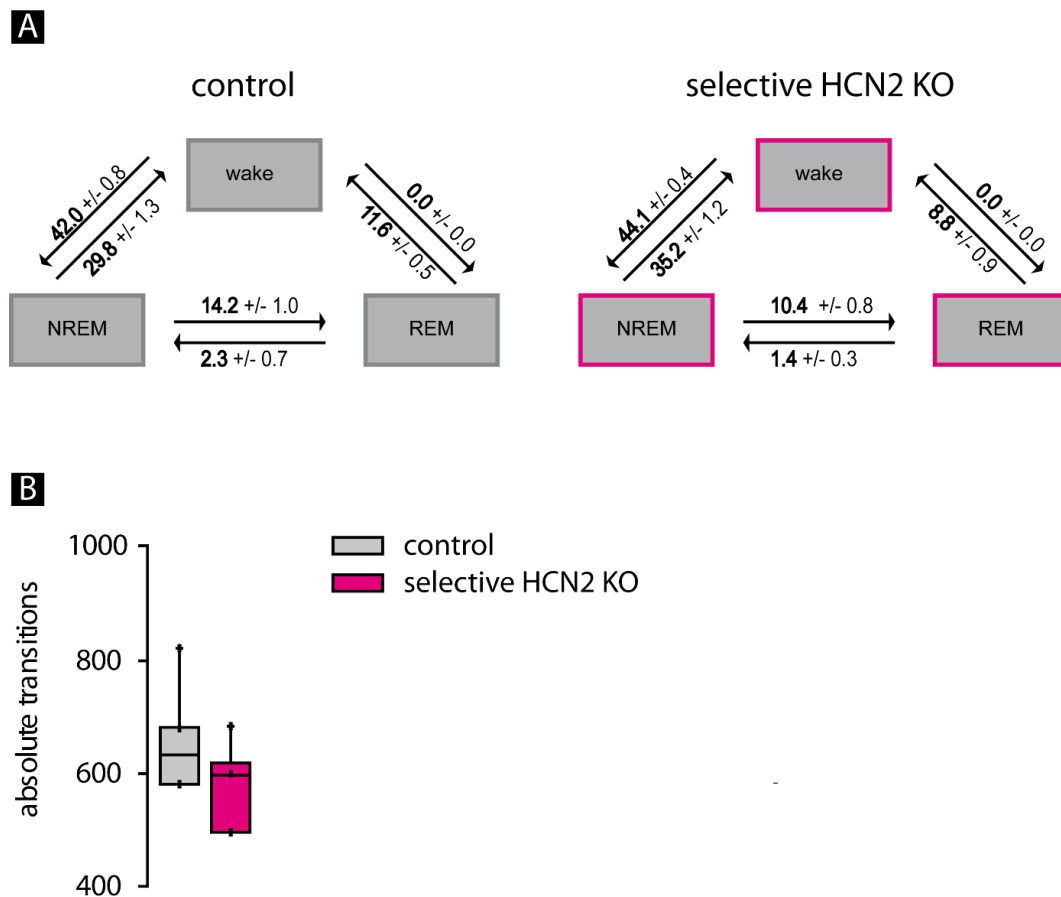 A
control
selective HCN2 KO
wake
wake
42.0 +/- 0.8
29.8 +/- 1.3
0.0 +/- 0.0
11.6 +/- 0.5
44.1 +/- 0.4
35.2 +/- 1.2
0.0 +/- 0.0
8.8 +/- 0.9
NREM
14.2 +/- 1.0
2.3 +/- 0.7
REM
NREM
10.4 +/- 0.8
1.4 +/- 0.3
REM
B
absolute transitions
1000
800
600
400
control
selective HCN2 KO